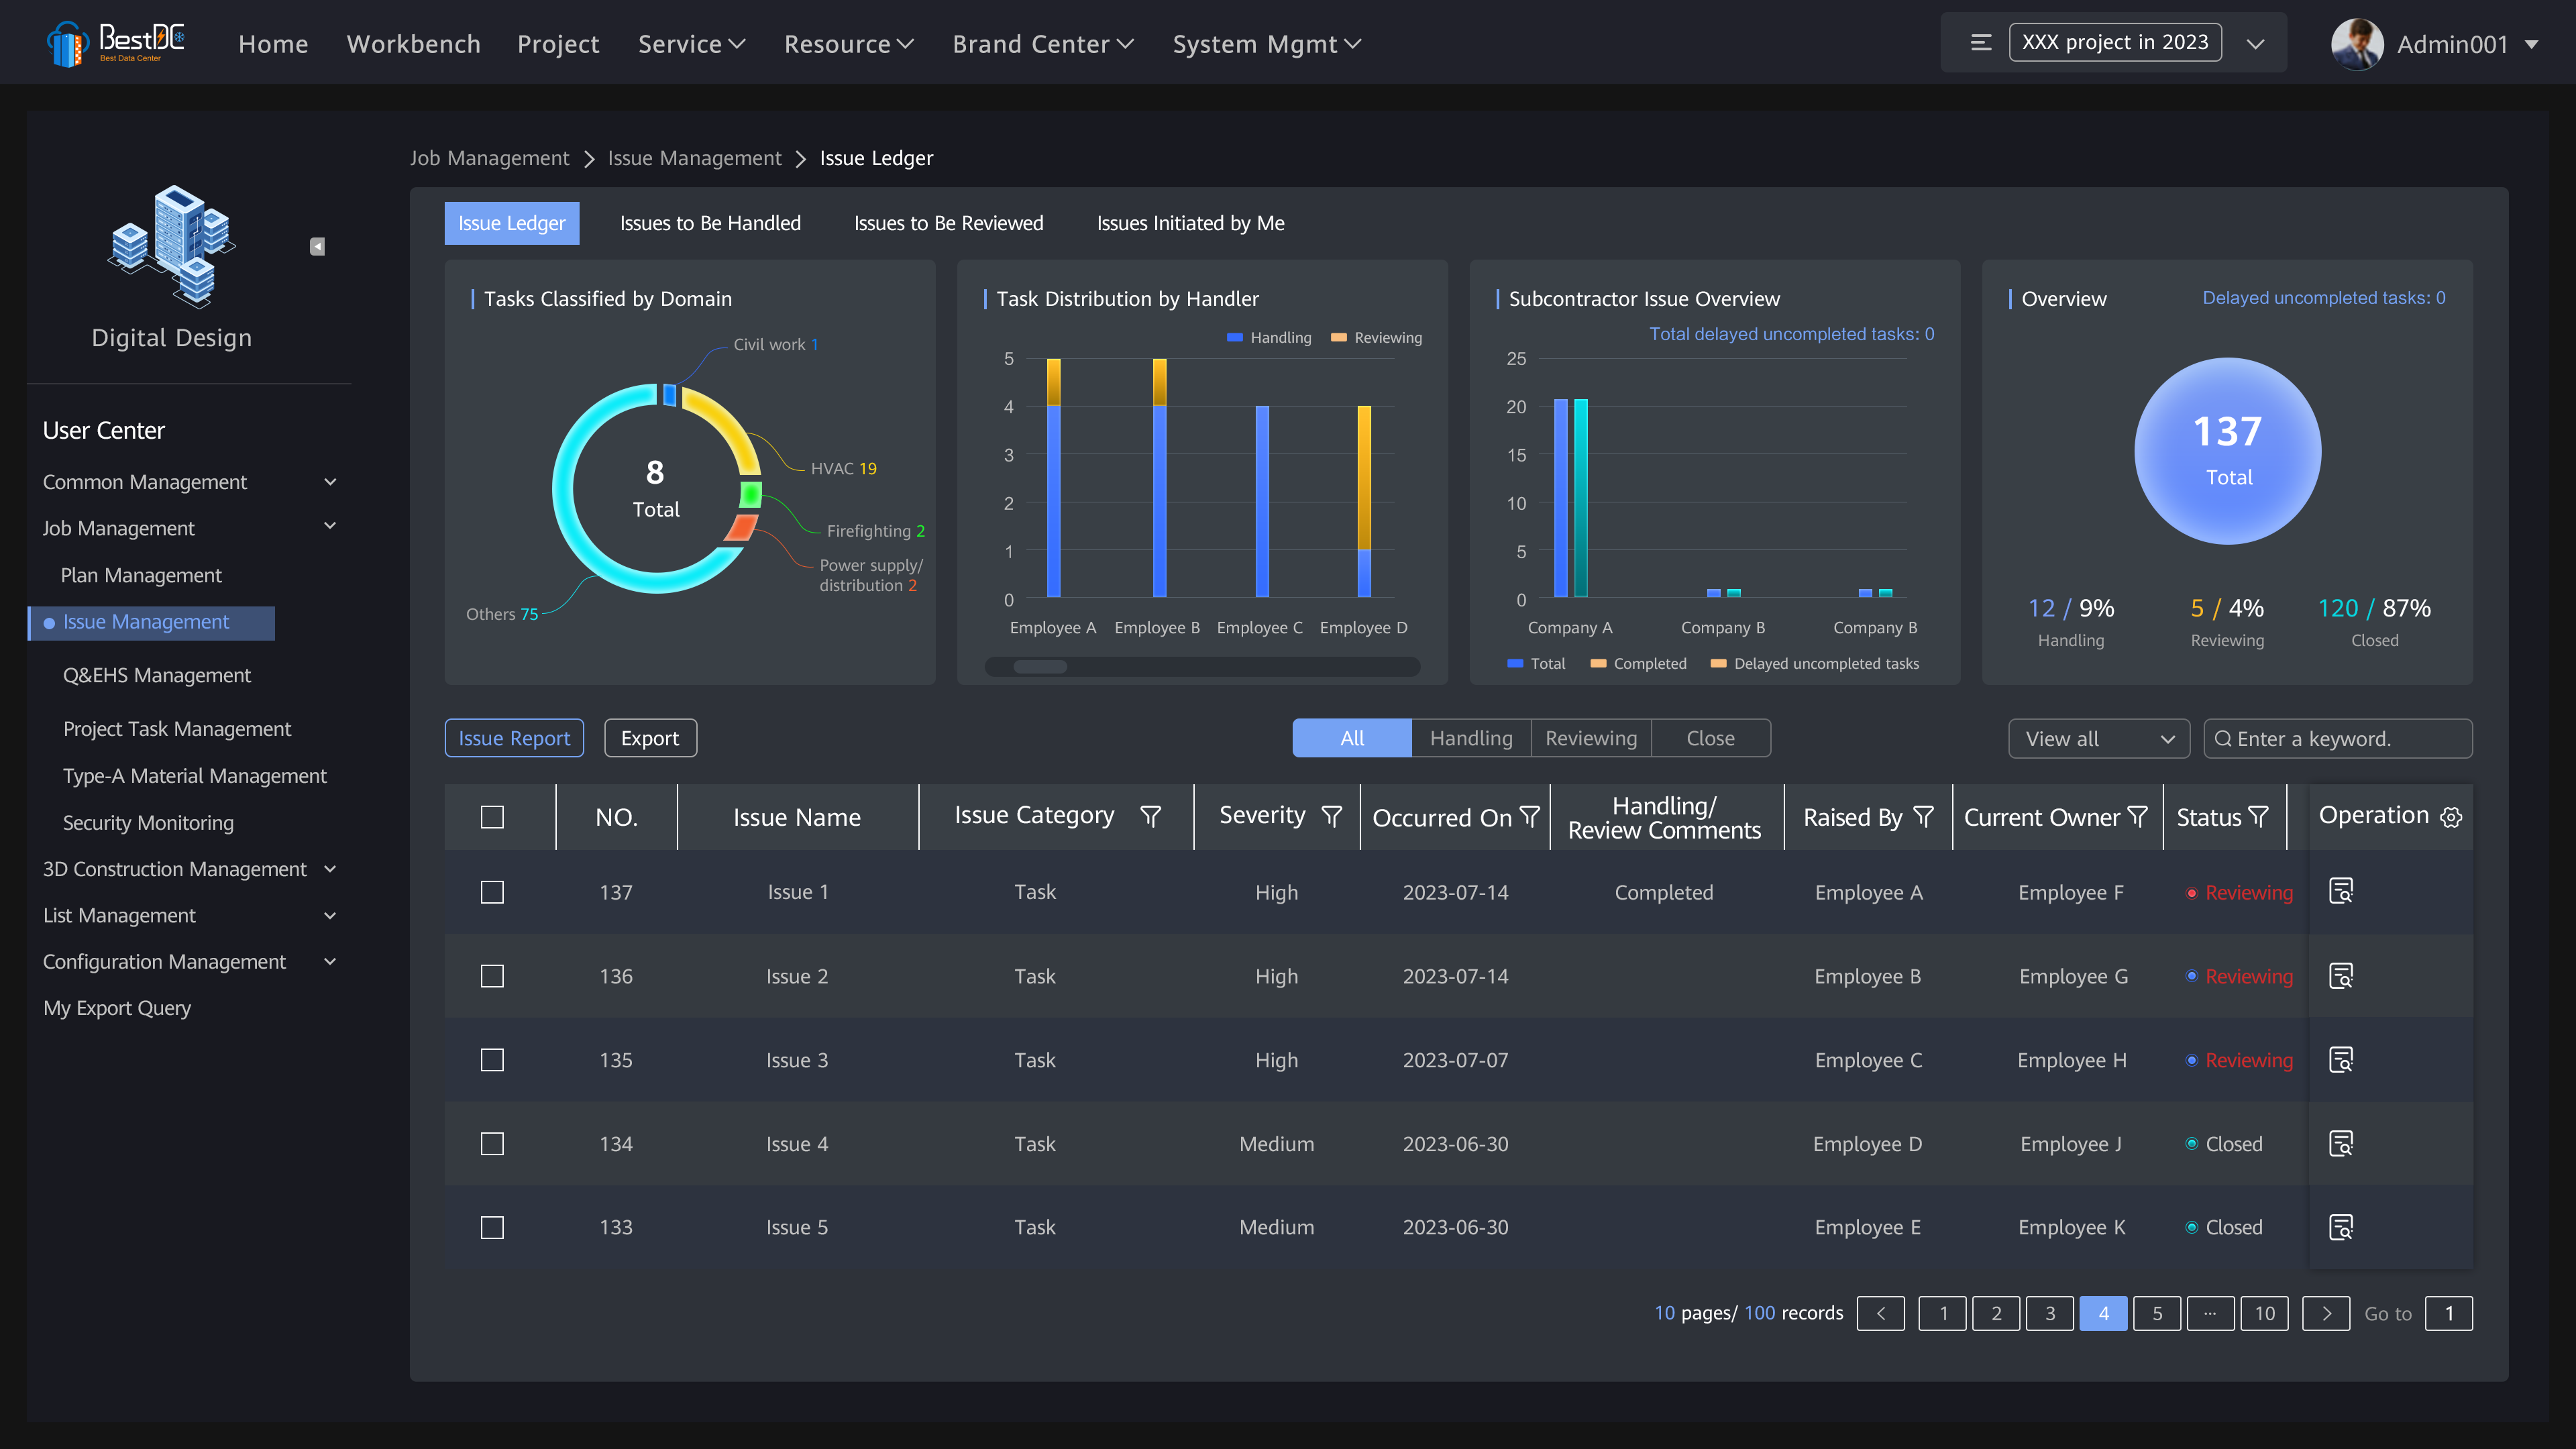 BestDC
Best Data Center
Home
Workbench
Project
Service
Resource
Brand Center
System Mgmt
XXX project in 2023
Admin001
Digital Design
User Center
Common Management
Job Management
Plan Management
Issue Management
Q&EHS Management
Project Task Management
Type-A Material Management
Security Monitoring
3D Construction Management
List Management
Configuration Management
My Export Query
Job Management > Issue Management > Issue Ledger
Issue Ledger
Issues to Be Handled
Issues to Be Reviewed
Issues Initiated by Me
Tasks Classified by Domain
Civil work 1
HVAC 19
Firefighting 2
Power supply/
distribution 2
Others 75
8
Total
Task Distribution by Handler
Handling
Reviewing
5
4
3
2
1
0
Employee A
Employee B
Employee C
Employee D
Subcontractor Issue Overview
Total delayed uncompleted tasks: 0
25
20
15
10
5
0
Company A
Company B
Company B
Total
Completed
Delayed uncompleted tasks
Overview
Delayed uncompleted tasks: 0
137
Total
12 / 9%
Handling
5 / 4%
Reviewing
120 / 87%
Closed
Issue Report
Export
All
Handling
Reviewing
Close
View all
Enter a keyword.
NO.
Issue Name
Issue Category
Severity
Occurred On
Handling/
Review Comments
Raised By
Current Owner
Status
Operation
137 Issue 1 Task High 2023-07-14 Completed Employee A Employee F Reviewing
136 Issue 2 Task High 2023-07-14 Employee B Employee G Reviewing
135 Issue 3 Task High 2023-07-07 Employee C Employee H Reviewing
134 Issue 4 Task Medium 2023-06-30 Employee D Employee J Closed
133 Issue 5 Task Medium 2023-06-30 Employee E Employee K Closed
10 pages/ 100 records < 1 2 3 4 5 ... 10 > Go to 1